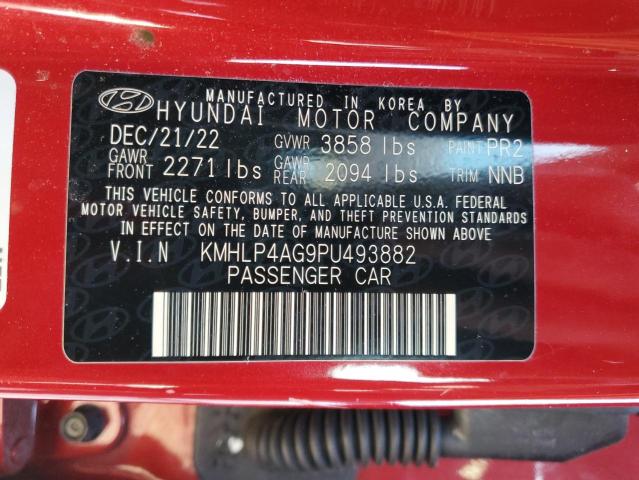 MANUFACTURED IN KOREA BY
HYUNDAI MOTOR COMPANY
DEC/21/22 GVWR 3858 lbs PAINT PR2
GAWR FRONT 2271 lbs GAWR REAR 2094 lbs TRIM NNB
THIS VEHICLE CONFORMS TO ALL APPLICABLE U.S.A. FEDERAL
MOTOR VEHICLE SAFETY, BUMPER, AND THEFT PREVENTION STANDARDS
IN EFFECT ON THE DATE OF MANUFACTURE SHOWN ABOVE.
V.I.N KMHLP4AG9PU493882
PASSENGER CAR